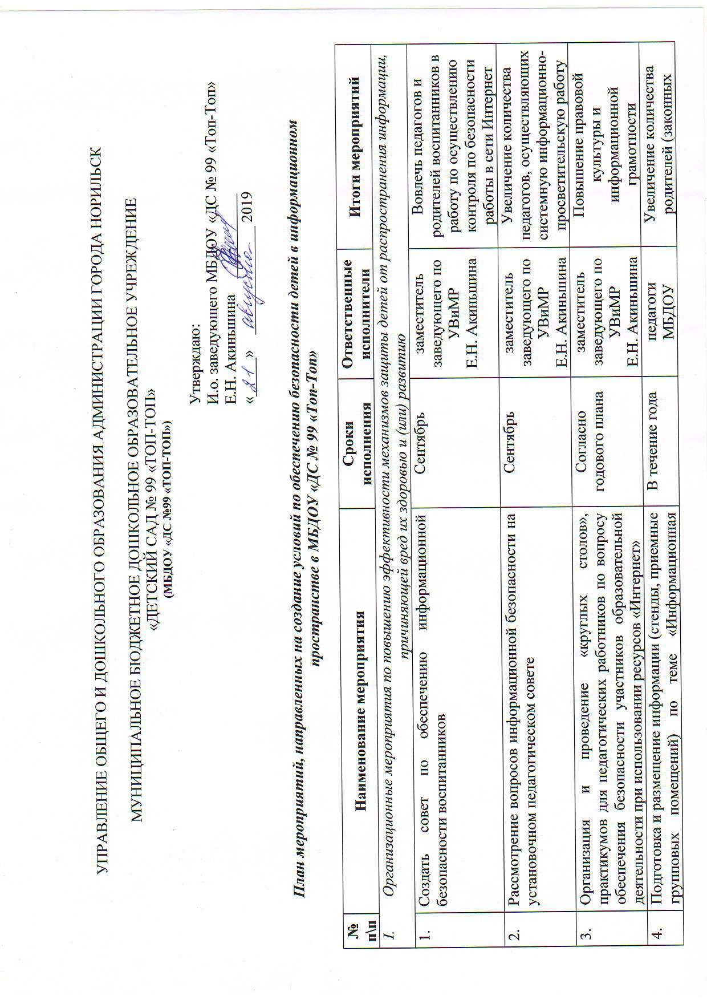 УПРАВЛЕНИЕ ОБЩЕГО И ДОШКОЛЬНОГО ОБРАЗОВАНИЯ АДМИНИСТРАЦИИ ГОРОДА НОРИЛЬСК
МУНИЦИПАЛЬНОЕ БЮДЖЕТНОЕ ДОШКОЛЬНОЕ ОБРАЗОВАТЕЛЬНОЕ УЧРЕЖДЕНИЕ
«ДЕТСКИЙ САД № 99 «ТОП-ТОП»
(МБДОУ «ДС №99 «ТОП-ТОП»)
Утверждаю:
И.о. заведующего МБДОУ «ДС № 99 «Топ-Топ»
Е.Н. Акиньшина
«21» августа 2019
План мероприятий, направленных на создание условий по обеспечению безопасности детей в информационном
пространстве в МБДОУ «ДС № 99 «Топ-Топ»
№
п\п
Наименование мероприятия
Сроки
исполнения
Ответственные
исполнители
Итоги мероприятий
I. Организационные мероприятия по повышению эффективности механизмов защиты детей от распространения информации,
причиняющей вред их здоровью и (или) развитию
1.
Создать совет по обеспечению информационной
безопасности воспитанников
Сентябрь
заместитель
заведующего по
УВиМР
Е.Н. Акиньшина
Вовлечь педагогов и
родителей воспитанников в
работу по осуществлению
контроля по безопасности
работы в сети Интернет
2.
Рассмотрение вопросов информационной безопасности на
установочном педагогическом совете
Сентябрь
заместитель
заведующего по
УВиМР
Е.Н. Акиньшина
Увеличение количества
педагогов, осуществляющих
системную информационно-
просветительскую работу
3.
Организация и проведение «круглых столов»,
практикумов для педагогических работников по вопросу
обеспечения безопасности участников образовательной
деятельности при использовании ресурсов «Интернет»
Согласно
годового плана
заместитель
заведующего по
УВиМР
Е.Н. Акиньшина
Повышение правовой
культуры и
информационной
грамотности
4.
Подготовка и размещение информации (стенды, приемные
групповых помещений) по теме «Информационная
В течение года
педагоги
МБДОУ
Увеличение количества
родителей (законных